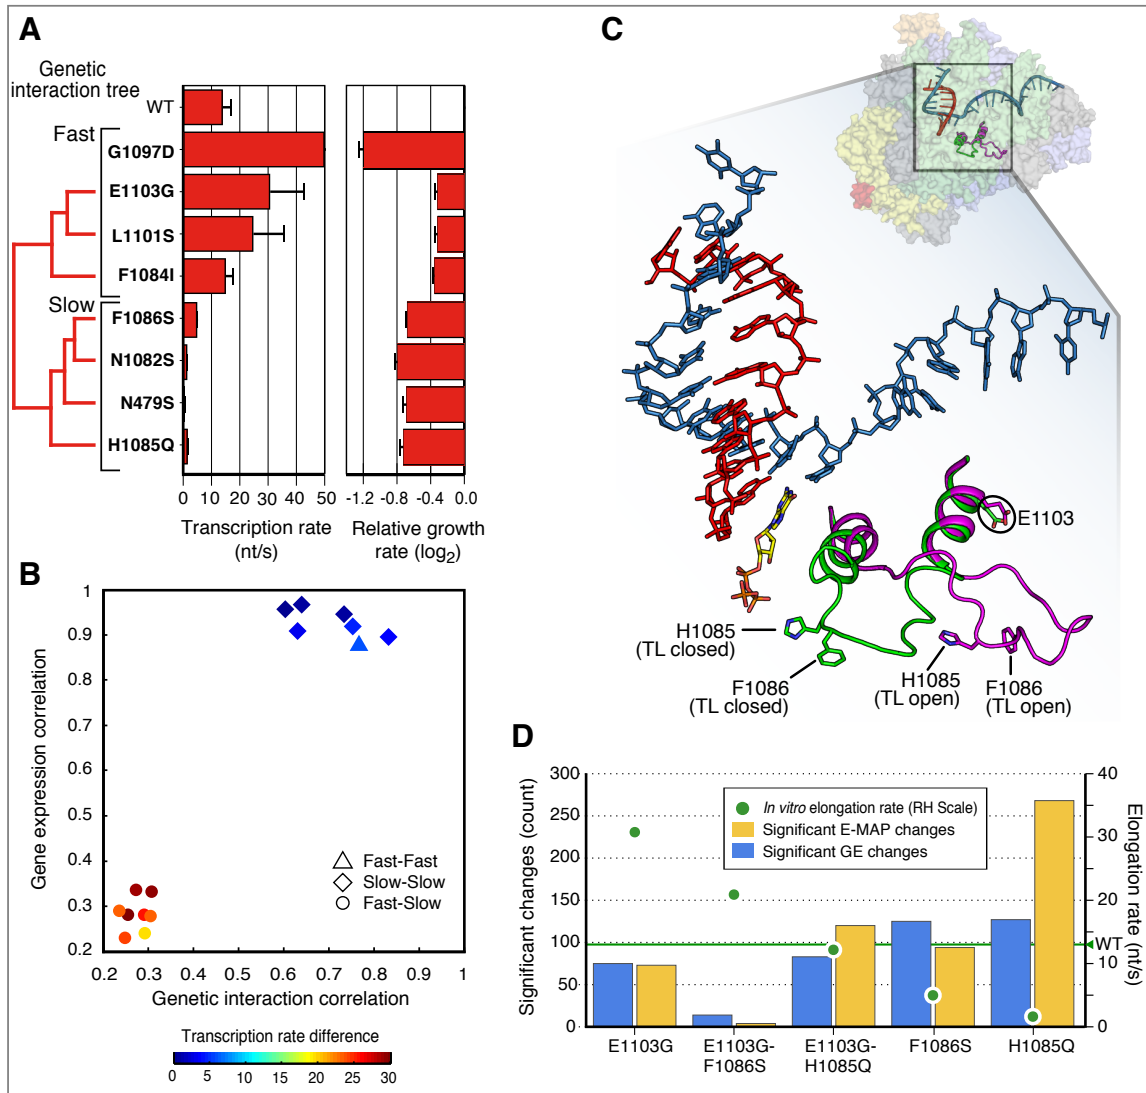 A
Genetic
interaction tree
WT
Fast
G1097D
E1103G
L1101S
F1084I
Slow
F1086S
N1082S
N479S
H1085Q
0 10 20 30 40 50
Transcription rate
(nt/s)
-1.2 -0.8 -0.4 0.0
Relative growth
rate (log2)
B
1
0.9
0.8
0.7
0.6
0.5
0.4
0.3
0.2
Gene expression correlation
Fast-Fast
Slow-Slow
Fast-Slow
0.2 0.3 0.4 0.5 0.6 0.7 0.8 0.9 1
Genetic interaction correlation
Transcription rate difference
0 5 10 15 20 25 30
C
E1103
H1085
(TL closed)
F1086
(TL closed)
H1085
(TL open)
F1086
(TL open)
D
Significant changes (count)
300
250
200
150
100
50
0
In vitro elongation rate (RH Scale)
Significant E-MAP changes
Significant GE changes
40
30
20
WT
10
0
Elongation rate (nt/s)
E1103G
E1103G-
F1086S
E1103G-
H1085Q
F1086S
H1085Q